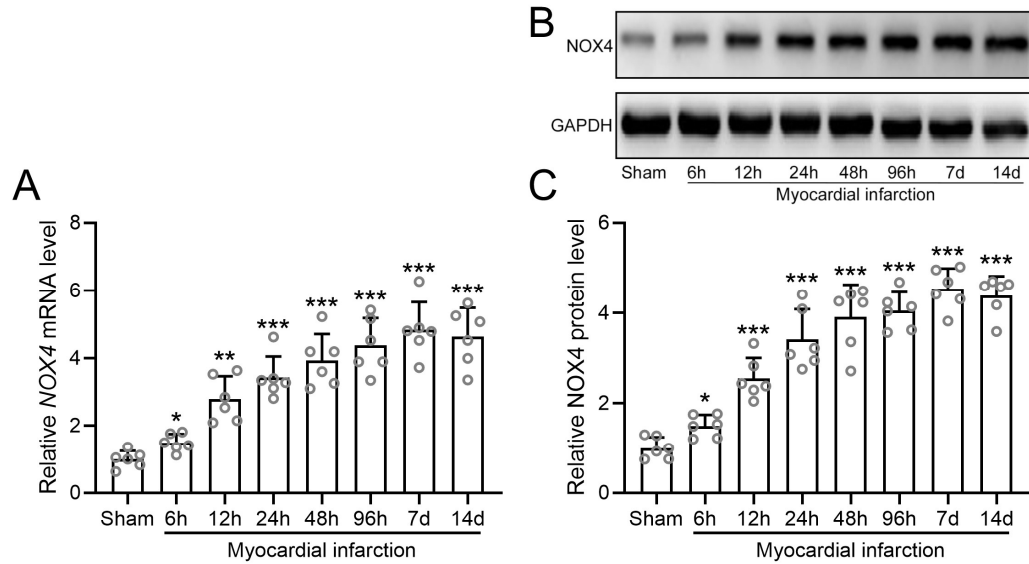 B
NOX4
GAPDH
Sham 6h 12h 24h 48h 96h 7d 14d
Myocardial infarction
A
Relative NOX4 mRNA level
8
6
4
2
0
* ** *** *** *** *** ***
Sham 6h 12h 24h 48h 96h 7d 14d
Myocardial infarction
C
Relative NOX4 protein level
6
4
2
0
* *** *** *** *** *** ***
Sham 6h 12h 24h 48h 96h 7d 14d
Myocardial infarction